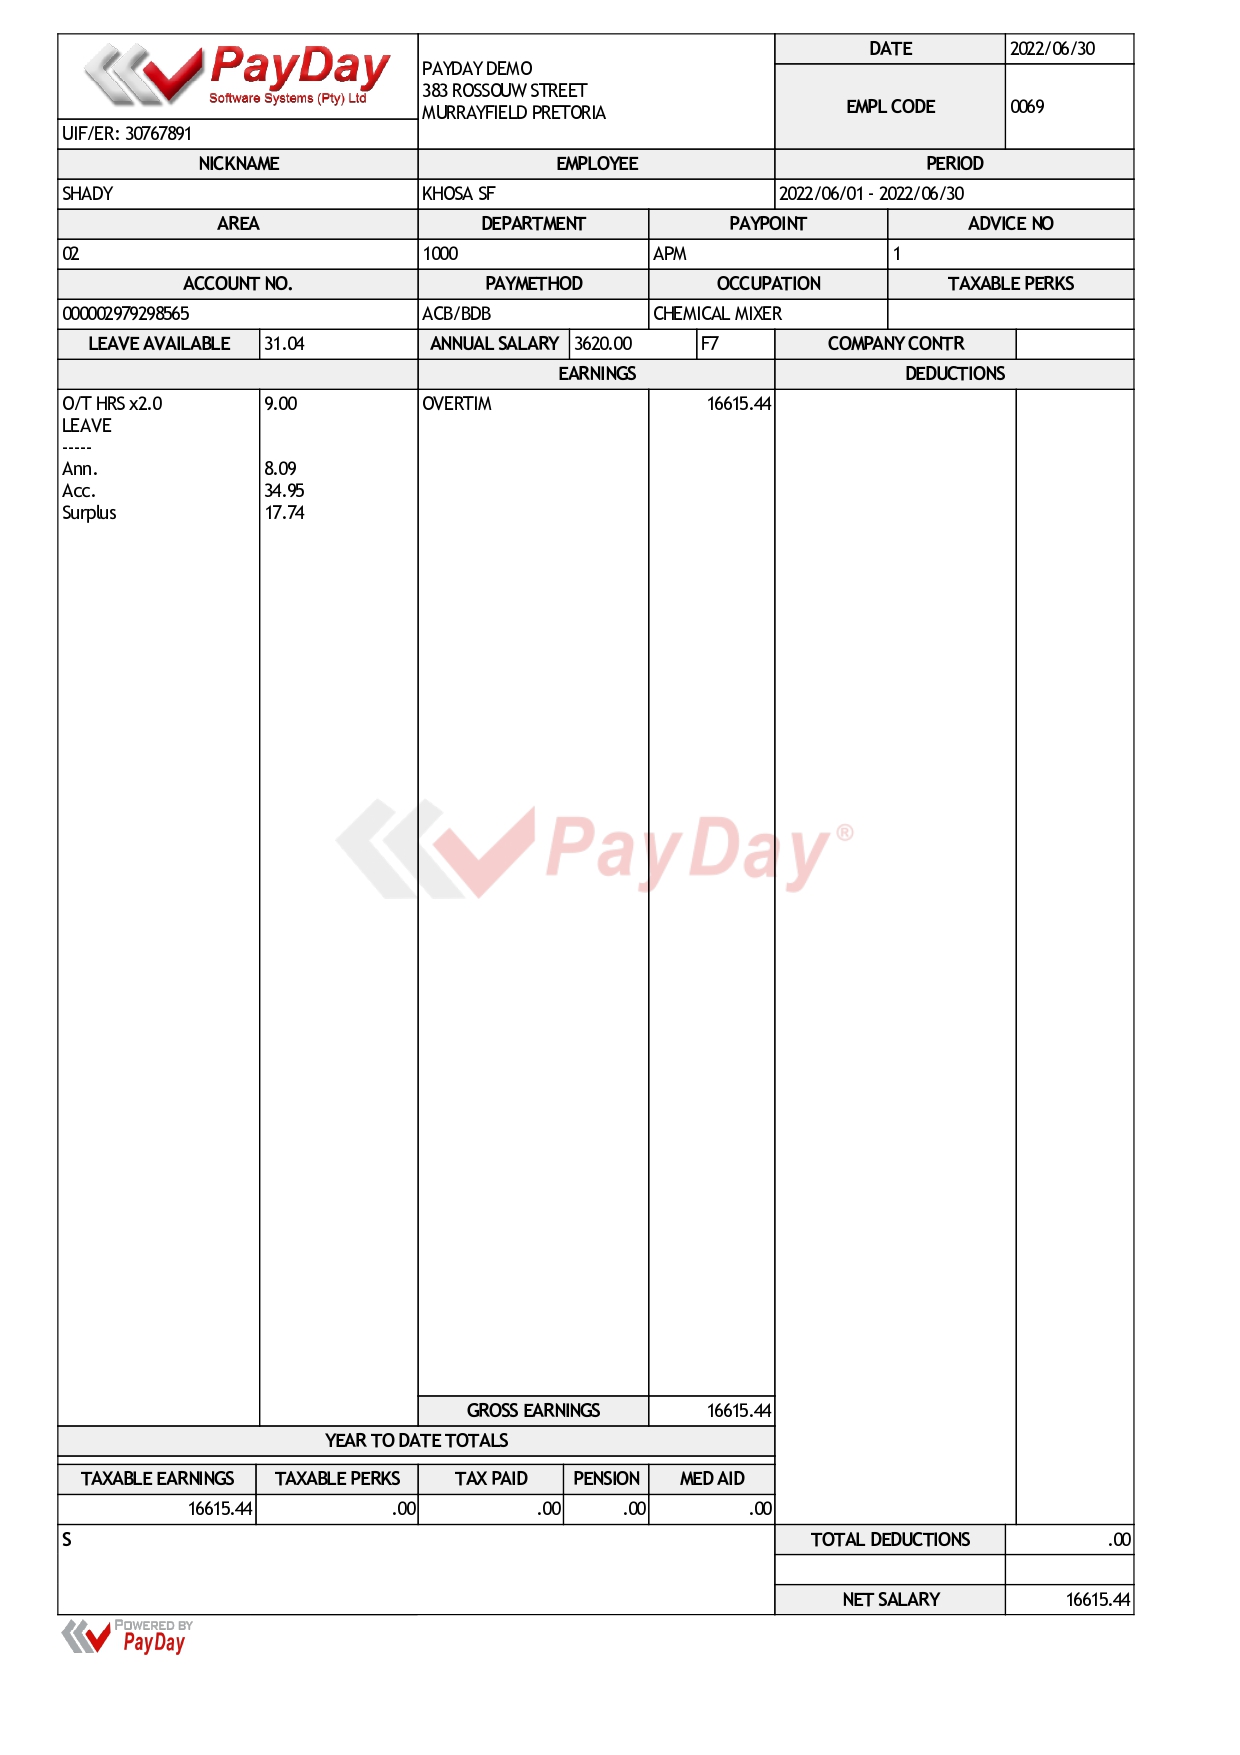 PayDay
Software Systems (Pty) Ltd
UIF/ER: 30767891
PAYDAY DEMO
383 ROSSOUW STREET
MURRAYFIELD PRETORIA
DATE 2022/06/30
EMPL CODE 0069
NICKNAME EMPLOYEE PERIOD
SHADY KHOSA SF 2022/06/01 - 2022/06/30
AREA DEPARTMENT PAYPOINT ADVICE NO
02 1000 APM 1
ACCOUNT NO. PAYMETHOD OCCUPATION TAXABLE PERKS
000002979298565 ACB/BDB CHEMICAL MIXER
LEAVE AVAILABLE 31.04 ANNUAL SALARY 3620.00 F7 COMPANY CONTR
EARNINGS DEDUCTIONS
O/T HRS x2.0 9.00 OVERTIM 16615.44
LEAVE
-----
Ann. 8.09
Acc. 34.95
Surplus 17.74
PayDay®
GROSS EARNINGS 16615.44
YEAR TO DATE TOTALS
TAXABLE EARNINGS TAXABLE PERKS TAX PAID PENSION MED AID
16615.44 .00 .00 .00 .00
S TOTAL DEDUCTIONS .00
NET SALARY 16615.44
POWERED BY
PayDay